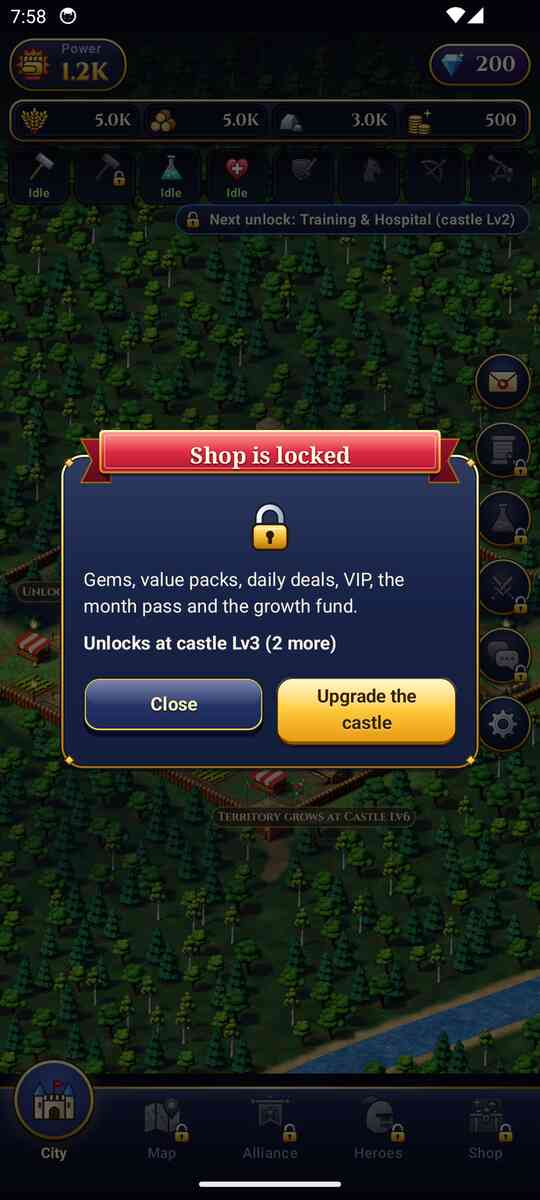 7:58
Power
1.2K
200
5.0K
5.0K
3.0K
500
Idle
Idle
Idle
Next unlock: Training & Hospital (castle Lv2)
Shop is locked
Gems, value packs, daily deals, VIP, the
month pass and the growth fund.
Unlocks at castle Lv3 (2 more)
Close
Upgrade the
castle
Territory grows at Castle Lv6
City
Map
Alliance
Heroes
Shop